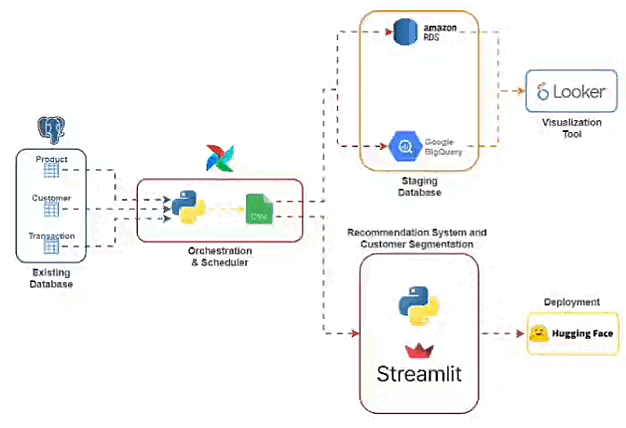 Product
Customer
Transaction
Existing
Database
CSV
Orchestration
& Scheduler
amazon
RDS
Google
BigQuery
Staging
Database
Looker
Visualization
Tool
Recommendation System and
Customer Segmentation
Streamlit
Deployment
Hugging Face